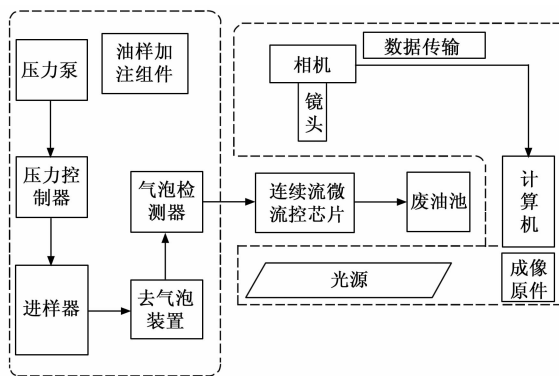 压力泵
油样加
注组件
压力控
制器
进样器
去气泡
装置
气泡检
测器
连续流微
流控芯片
废油池
相机
镜
头
数据传输
计
算
机
光源
成像
原件